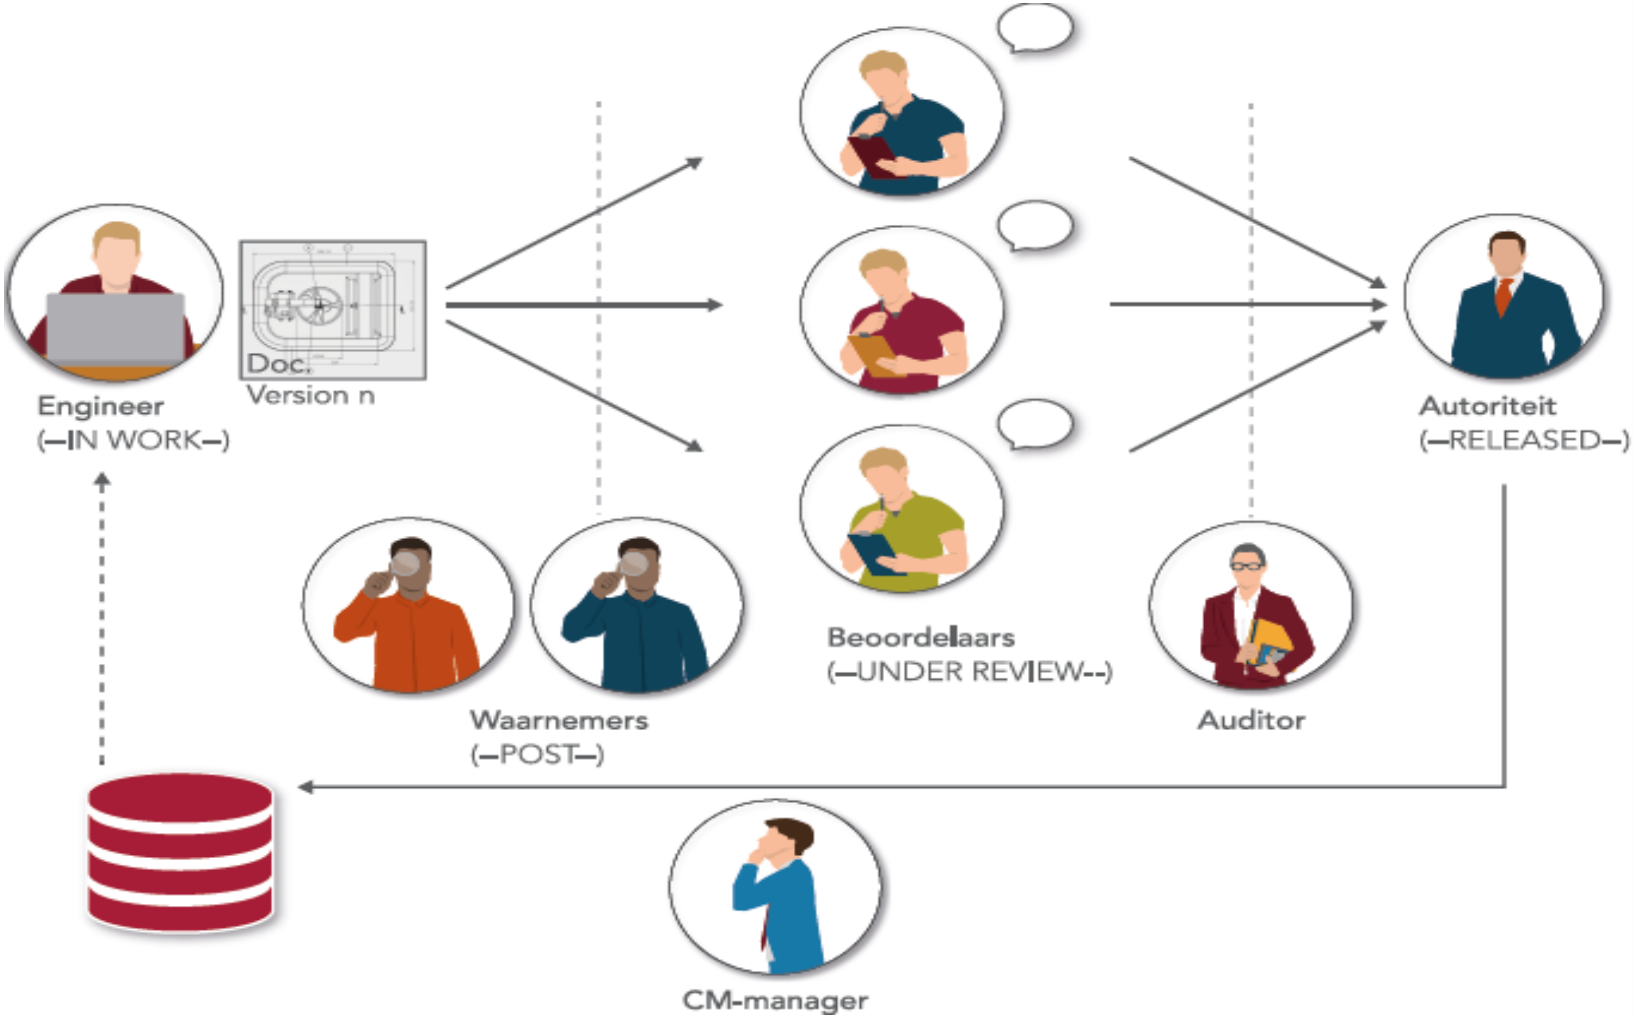 Doc.
Version n
Engineer
(–IN WORK–)
Autoriteit
(–RELEASED–)
Beoordelaars
(–UNDER REVIEW--)
Waarnemers
(–POST–)
Auditor
CM-manager